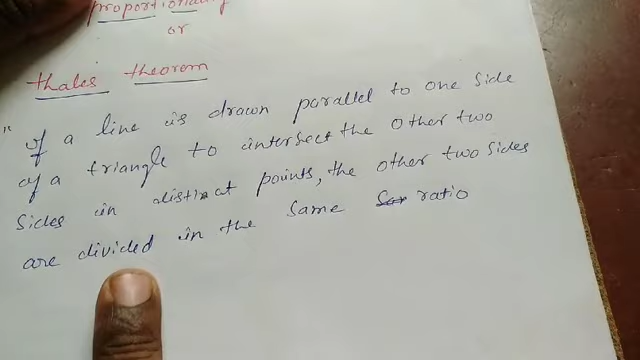 proportionality
or
thales theorem
" If a line is drawn parallel to one side
of a triangle to intersect the other two
sides in distinct points, the other two sides
are divided in the same ratio